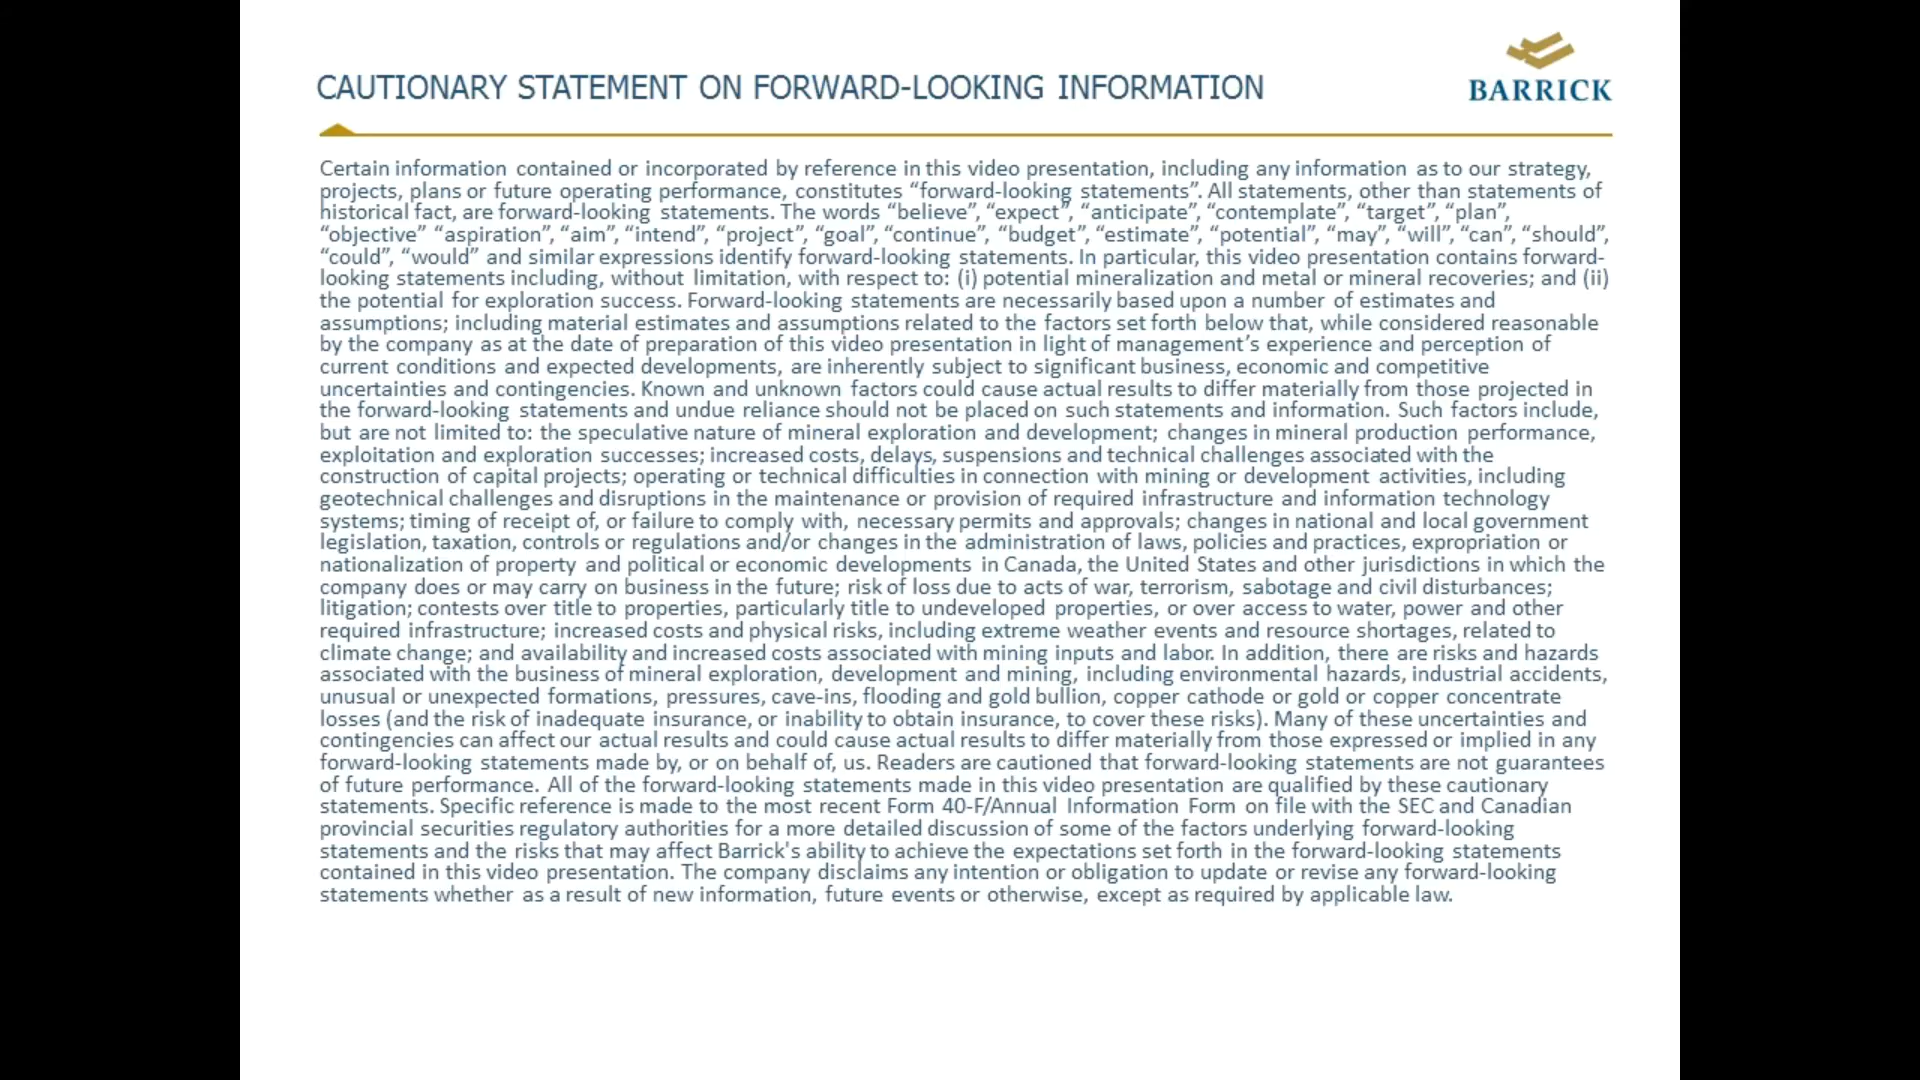 BARRICK
CAUTIONARY STATEMENT ON FORWARD-LOOKING INFORMATION
Certain information contained or incorporated by reference in this video presentation, including any information as to our strategy,
projects, plans or future operating performance, constitutes “forward-looking statements”. All statements, other than statements of
historical fact, are forward-looking statements. The words “believe”, “expect”, “anticipate”, “contemplate”, “target”, “plan”,
“objective” “aspiration”, “aim”, “intend”, “project”, “goal”, “continue”, “budget”, “estimate”, “potential”, “may”, “will”, “can”, “should”,
“could”, “would” and similar expressions identify forward-looking statements. In particular, this video presentation contains forward-
looking statements including, without limitation, with respect to: (i) potential mineralization and metal or mineral recoveries; and (ii)
the potential for exploration success. Forward-looking statements are necessarily based upon a number of estimates and
assumptions; including material estimates and assumptions related to the factors set forth below that, while considered reasonable
by the company as at the date of preparation of this video presentation in light of management’s experience and perception of
current conditions and expected developments, are inherently subject to significant business, economic and competitive
uncertainties and contingencies. Known and unknown factors could cause actual results to differ materially from those projected in
the forward-looking statements and undue reliance should not be placed on such statements and information. Such factors include,
but are not limited to: the speculative nature of mineral exploration and development; changes in mineral production performance,
exploitation and exploration successes; increased costs, delays, suspensions and technical challenges associated with the
construction of capital projects; operating or technical difficulties in connection with mining or development activities, including
geotechnical challenges and disruptions in the maintenance or provision of required infrastructure and information technology
systems; timing of receipt of, or failure to comply with, necessary permits and approvals; changes in national and local government
legislation, taxation, controls or regulations and/or changes in the administration of laws, policies and practices, expropriation or
nationalization of property and political or economic developments in Canada, the United States and other jurisdictions in which the
company does or may carry on business in the future; risk of loss due to acts of war, terrorism, sabotage and civil disturbances;
litigation; contests over title to properties, particularly title to undeveloped properties, or over access to water, power and other
required infrastructure; increased costs and physical risks, including extreme weather events and resource shortages, related to
climate change; and availability and increased costs associated with mining inputs and labor. In addition, there are risks and hazards
associated with the business of mineral exploration, development and mining, including environmental hazards, industrial accidents,
unusual or unexpected formations, pressures, cave-ins, flooding and gold bullion, copper cathode or gold or copper concentrate
losses (and the risk of inadequate insurance, or inability to obtain insurance, to cover these risks). Many of these uncertainties and
contingencies can affect our actual results and could cause actual results to differ materially from those expressed or implied in any
forward-looking statements made by, or on behalf of, us. Readers are cautioned that forward-looking statements are not guarantees
of future performance. All of the forward-looking statements made in this video presentation are qualified by these cautionary
statements. Specific reference is made to the most recent Form 40-F/Annual Information Form on file with the SEC and Canadian
provincial securities regulatory authorities for a more detailed discussion of some of the factors underlying forward-looking
statements and the risks that may affect Barrick's ability to achieve the expectations set forth in the forward-looking statements
contained in this video presentation. The company disclaims any intention or obligation to update or revise any forward-looking
statements whether as a result of new information, future events or otherwise, except as required by applicable law.